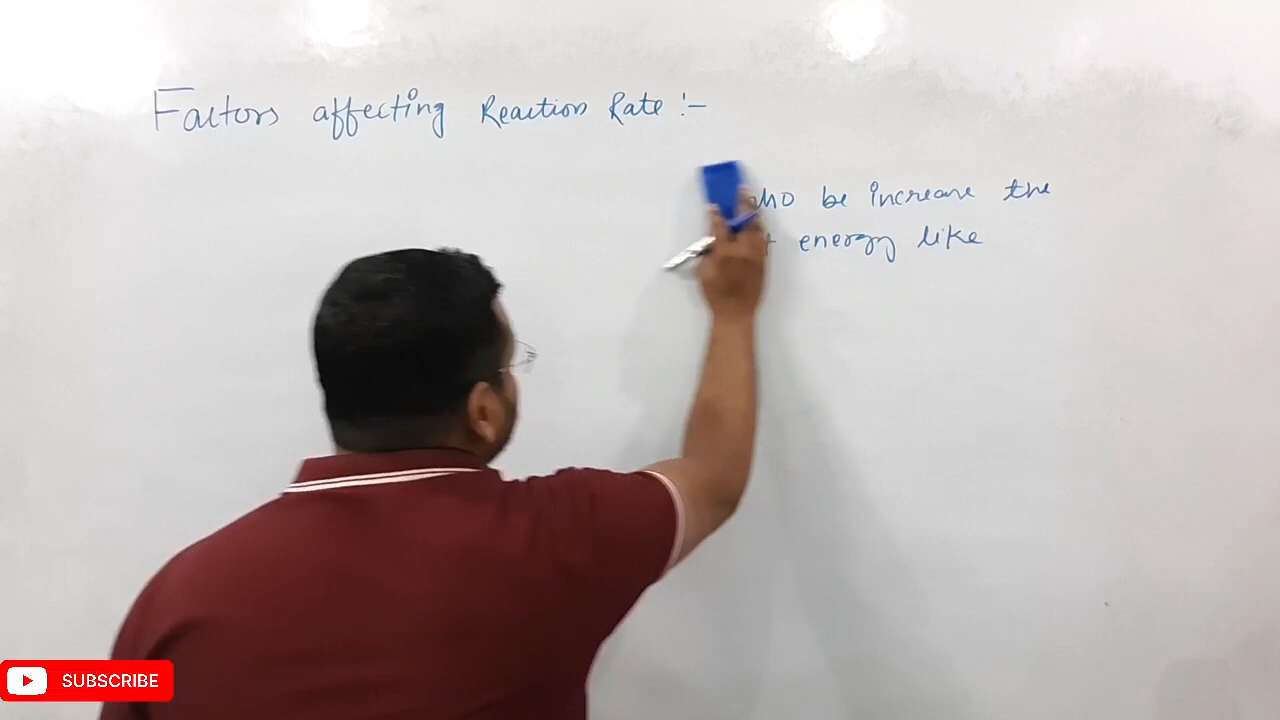 Factors affecting Reaction Rate :-
be increase the
energy like
SUBSCRIBE